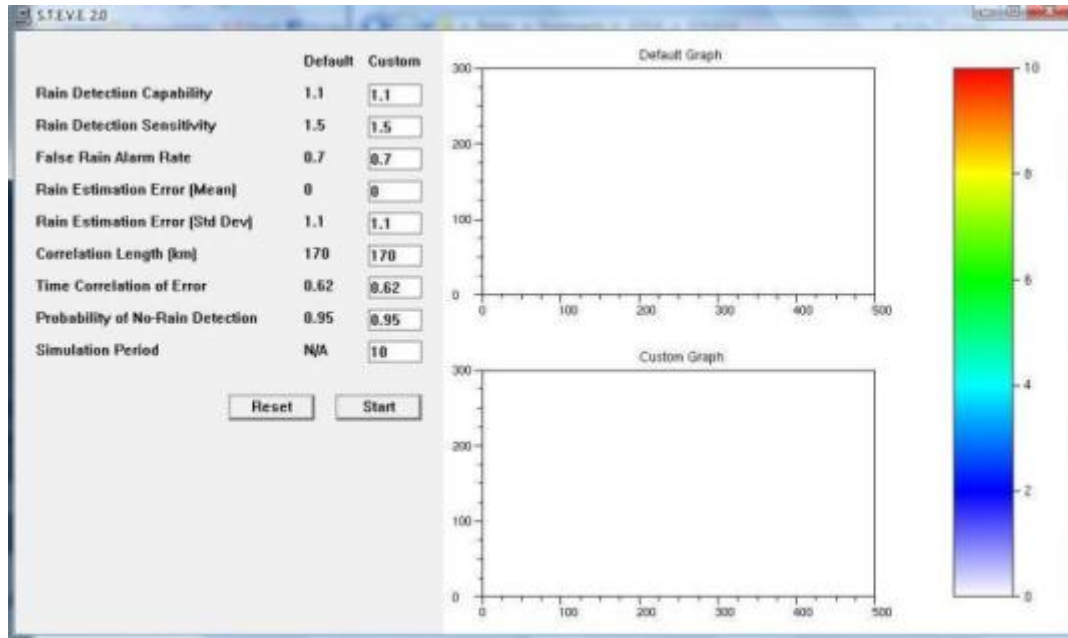 S.T.E.V.E. 2.0
Default Custom
Rain Detection Capability 1.1 1.1
Rain Detection Sensitivity 1.5 1.5
False Rain Alarm Rate 0.7 0.7
Rain Estimation Error (Mean) 0 0
Rain Estimation Error (Std Dev) 1.1 1.1
Correlation Length (km) 170 170
Time Correlation of Error 0.62 0.62
Probability of No-Rain Detection 0.95 0.95
Simulation Period N/A 10
Reset Start
Default Graph
300
200
100
0
0 100 200 300 400 500
Custom Graph
300
200
100
0
0 100 200 300 400 500
10
8
6
4
2
0